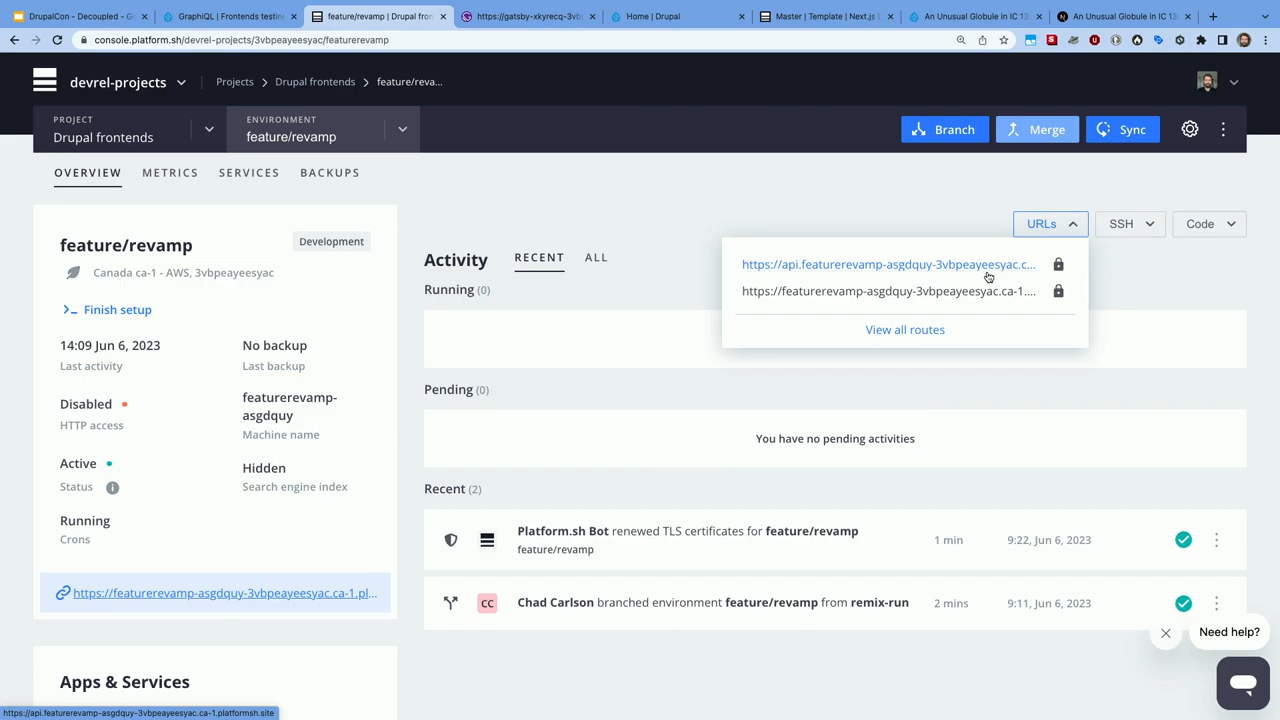 DrupalCon - Decoupled - Go
GraphiQL | Frontends testin
feature/revamp | Drupal fron
https://gatsby-xkyrecq-3vb
Home | Drupal
Master | Template | Next.js D
An Unusual Globule in IC 13
An Unusual Globule in IC 13
console.platform.sh/devrel-projects/3vbpeayeesyac/featurerevamp
devrel-projects
Projects
Drupal frontends
feature/reva...
PROJECT
Drupal frontends
ENVIRONMENT
feature/revamp
Branch
Merge
Sync
OVERVIEW
METRICS
SERVICES
BACKUPS
URLs
SSH
Code
https://api.featurerevamp-asgdquy-3vbpeayeesyac.c...
https://featurerevamp-asgdquy-3vbpeayeesyac.ca-1....
View all routes
feature/revamp
Development
Canada ca-1 - AWS, 3vbpeayeesyac
>_ Finish setup
14:09 Jun 6, 2023
Last activity
No backup
Last backup
Disabled
HTTP access
featurerevamp-
asgdquy
Machine name
Active
Status
Hidden
Search engine index
Running
Crons
https://featurerevamp-asgdquy-3vbpeayeesyac.ca-1.pl...
Apps & Services
Activity
RECENT
ALL
Running (0)
Pending (0)
You have no pending activities
Recent (2)
Platform.sh Bot renewed TLS certificates for feature/revamp
feature/revamp
1 min
9:22, Jun 6, 2023
CC
Chad Carlson branched environment feature/revamp from remix-run
2 mins
9:11, Jun 6, 2023
Need help?
https://api.featurerevamp-asgdquy-3vbpeayeesyac.ca-1.platformsh.site